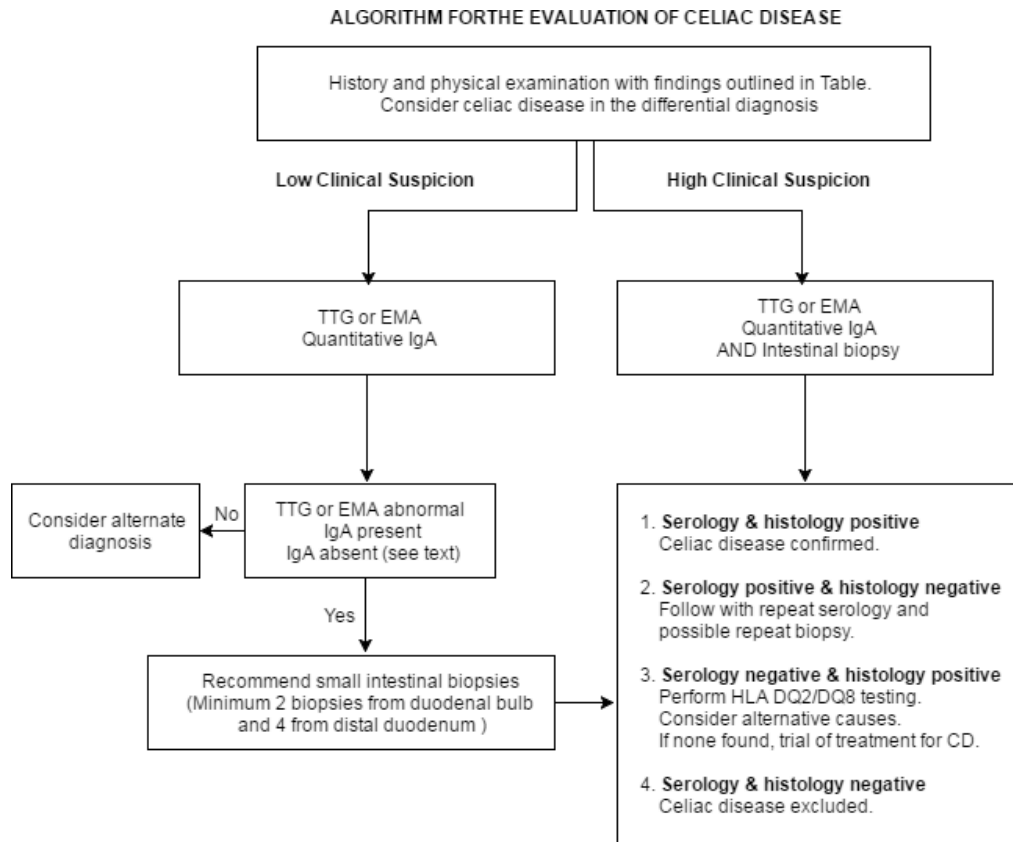 ALGORITHM FORTHE EVALUATION OF CELIAC DISEASE
History and physical examination with findings outlined in Table.
Consider celiac disease in the differential diagnosis
Low Clinical Suspicion
High Clinical Suspicion
TTG or EMA
Quantitative IgA
TTG or EMA
Quantitative IgA
AND Intestinal biopsy
Consider alternate
diagnosis
No
TTG or EMA abnormal
IgA present
IgA absent (see text)
Yes
Recommend small intestinal biopsies
(Minimum 2 biopsies from duodenal bulb
and 4 from distal duodenum )
1. Serology & histology positive
Celiac disease confirmed.
2. Serology positive & histology negative
Follow with repeat serology and
possible repeat biopsy.
3. Serology negative & histology positive
Perform HLA DQ2/DQ8 testing.
Consider alternative causes.
If none found, trial of treatment for CD.
4. Serology & histology negative
Celiac disease excluded.